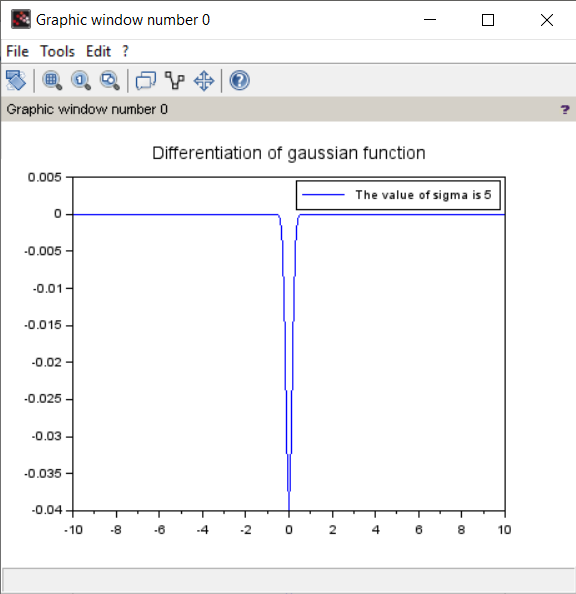 Graphic window number 0
File Tools Edit ?
Graphic window number 0 ?
Differentiation of gaussian function
The value of sigma is 5
0.005
0
-0.005
-0.01
-0.015
-0.02
-0.025
-0.03
-0.035
-0.04
-10 -8 -6 -4 -2 0 2 4 6 8 10